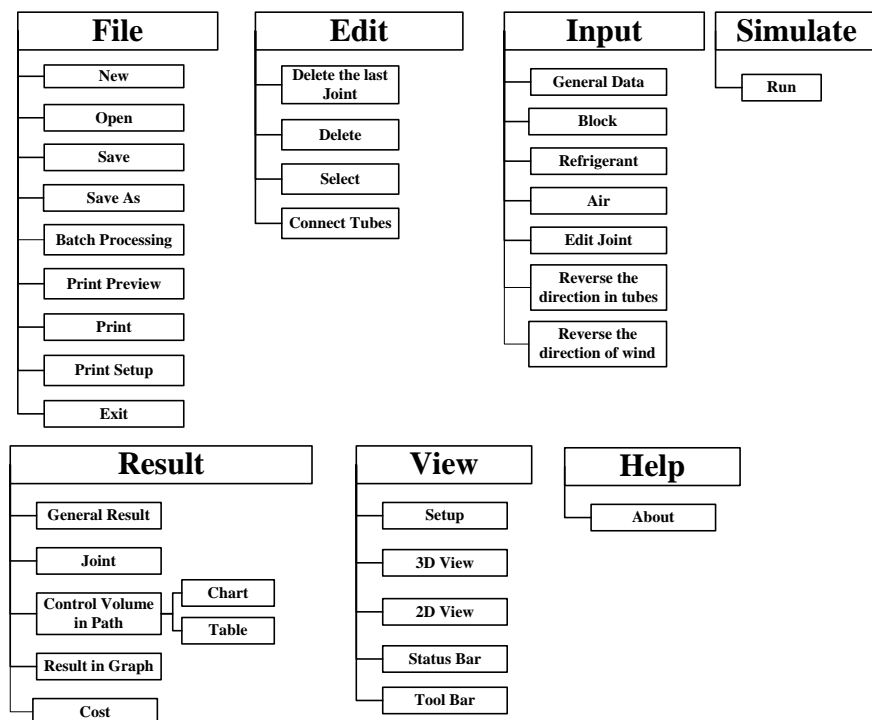 File
New
Open
Save
Save As
Batch Processing
Print Preview
Print
Print Setup
Exit
Edit
Delete the last
Joint
Delete
Select
Connect Tubes
Input
General Data
Block
Refrigerant
Air
Edit Joint
Reverse the
direction in tubes
Reverse the
direction of wind
Simulate
Run
Result
General Result
Joint
Control Volume
in Path
Chart
Table
Result in Graph
Cost
View
Setup
3D View
2D View
Status Bar
Tool Bar
Help
About